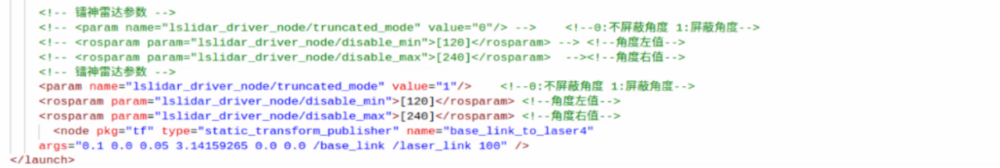 <!-- 镭神雷达参数 -->
<!-- <param name="lslidar_driver_node/truncated_mode" value="0"/> -->    <!--0:不屏蔽角度 1:屏蔽角度-->
<!-- <rosparam param="lslidar_driver_node/disable_min">[120]</rosparam> --> <!--角度左值-->
<!-- <rosparam param="lslidar_driver_node/disable_max">[240]</rosparam>  --><!--角度右值-->
<!-- 镭神雷达参数 -->
<param name="lslidar_driver_node/truncated_mode" value="1"/>    <!--0:不屏蔽角度 1:屏蔽角度-->
<rosparam param="lslidar_driver_node/disable_min">[120]</rosparam> <!--角度左值-->
<rosparam param="lslidar_driver_node/disable_max">[240]</rosparam> <!--角度右值-->
<node pkg="tf" type="static_transform_publisher" name="base_link_to_laser4"
args="0.1 0.0 0.05 3.14159265 0.0 0.0 /base_link /laser_link 100" />
</launch>